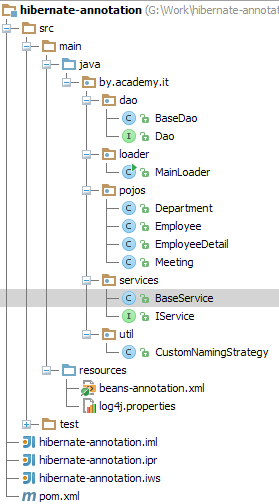 hibernate-annotation (G:\Work\hibernate-annota
src
main
java
by.academy.it
dao
BaseDao
Dao
loader
MainLoader
pojos
Department
Employee
EmployeeDetail
Meeting
services
BaseService
IService
util
CustomNamingStrategy
resources
beans-annotation.xml
log4j.properties
test
hibernate-annotation.iml
hibernate-annotation.ipr
hibernate-annotation.iws
pom.xml